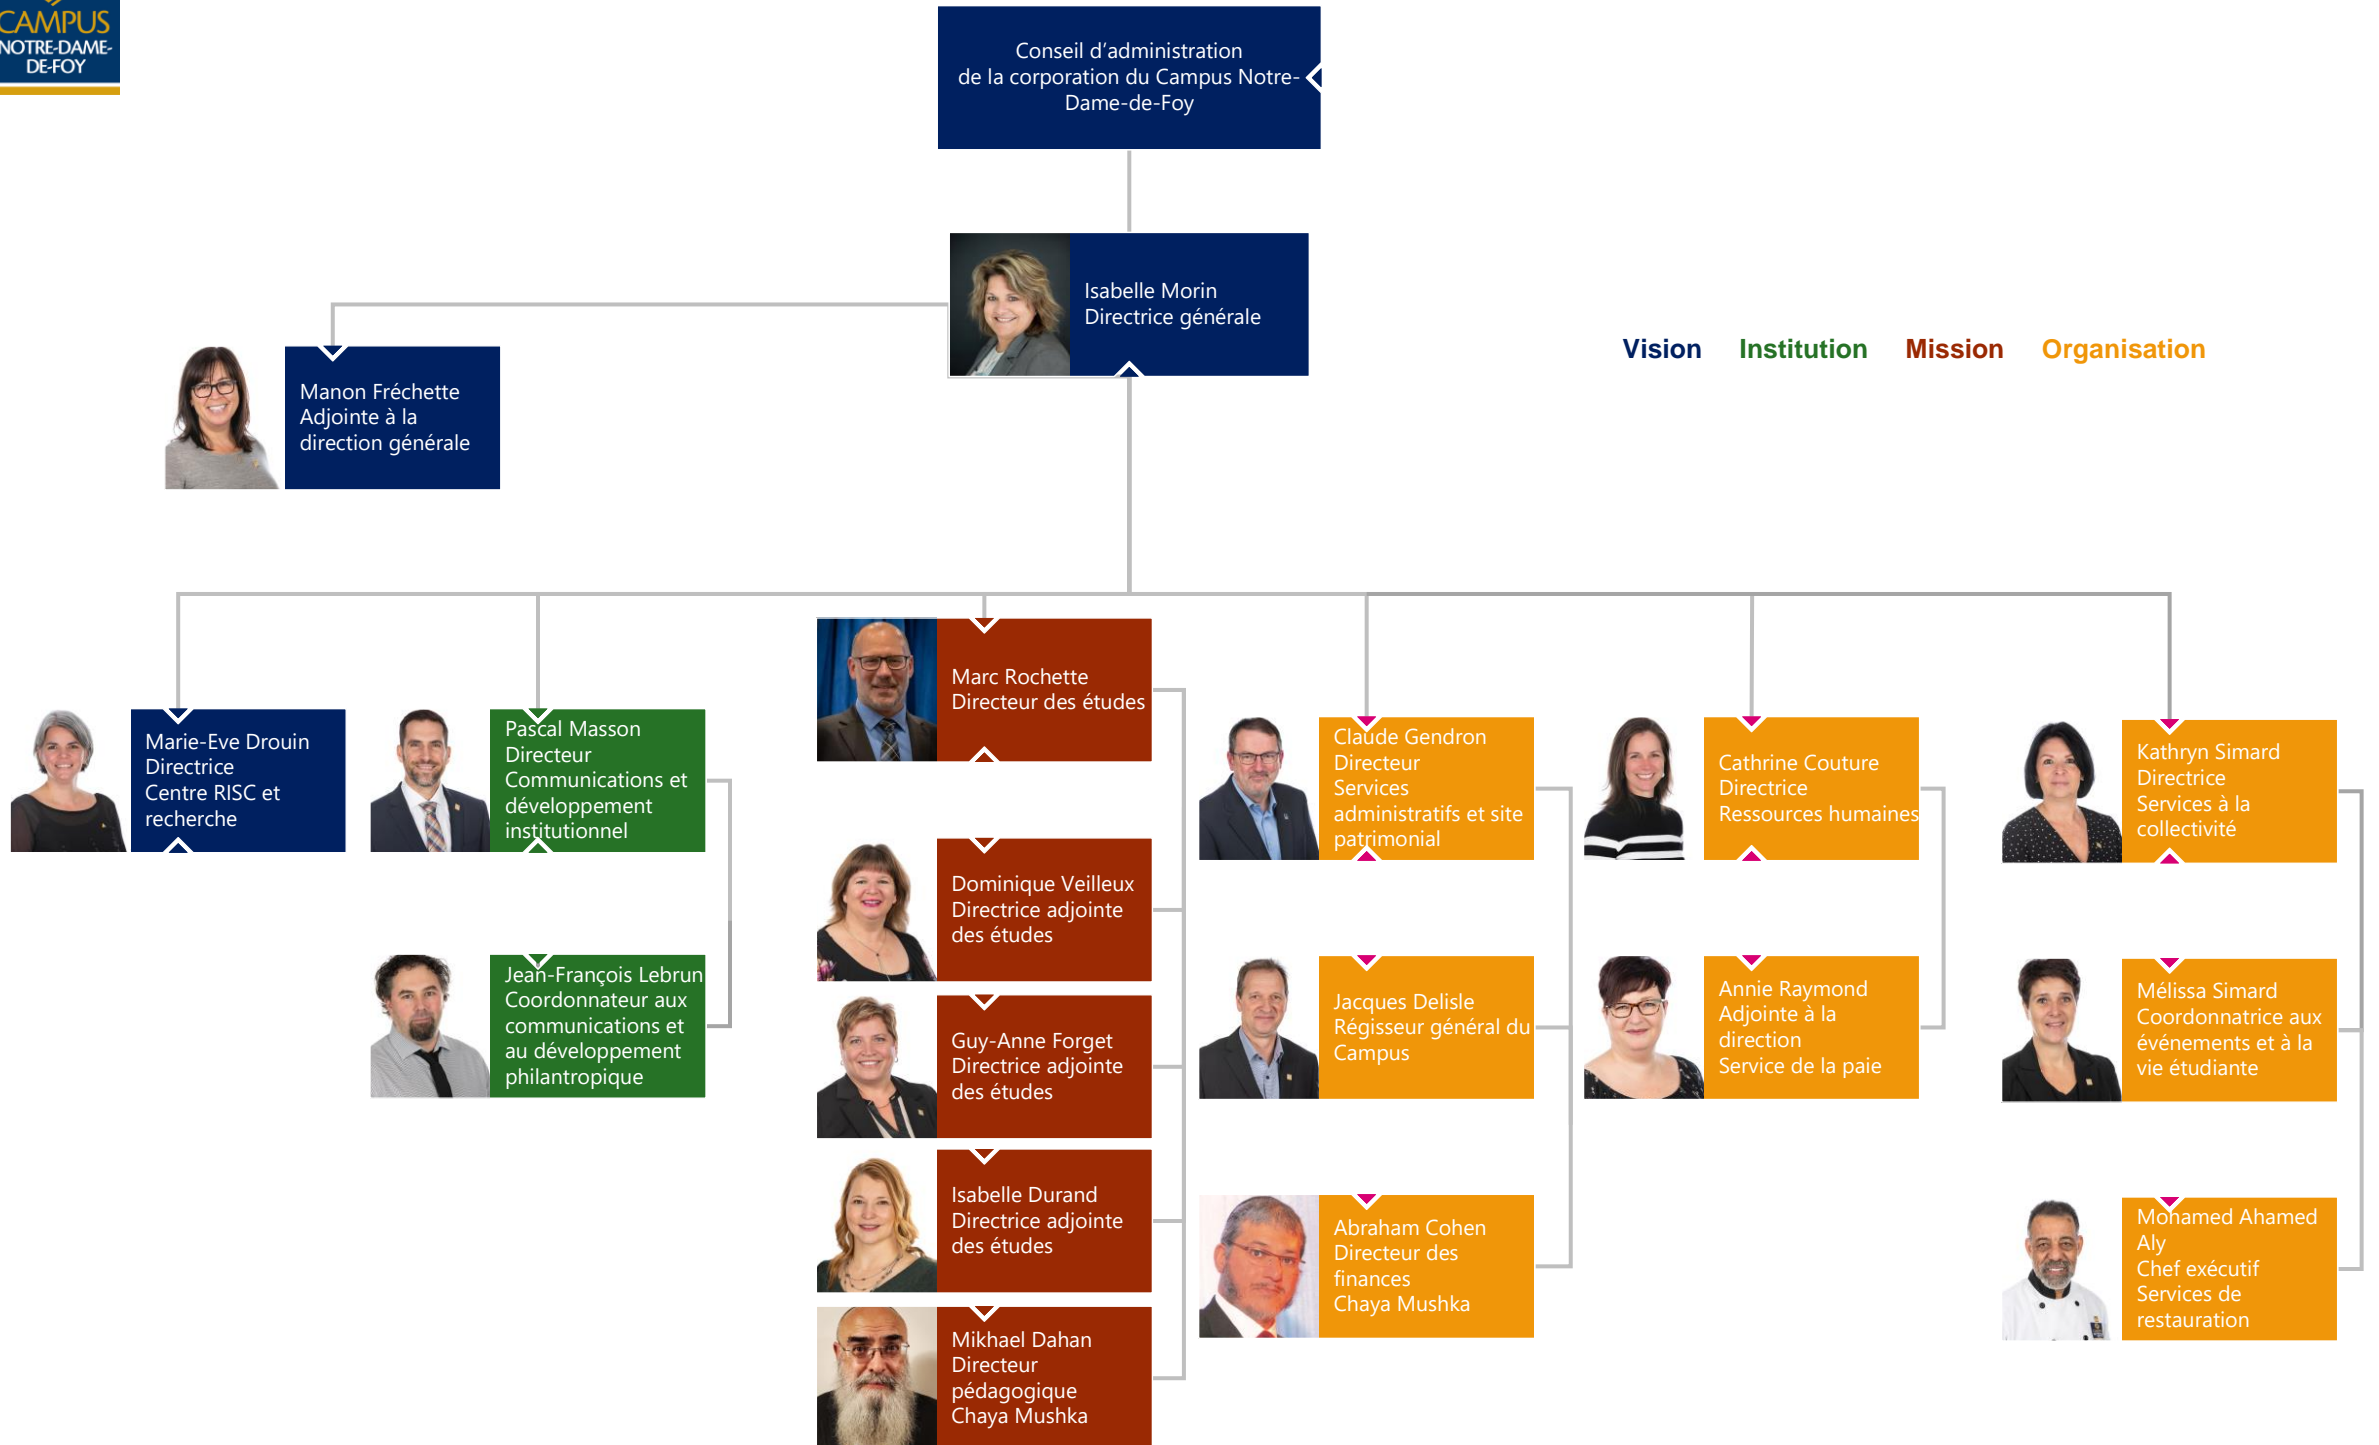 CAMPUS
NOTRE-DAME-
DE-FOY
Conseil d'administration
de la corporation du Campus Notre-
Dame-de-Foy
Isabelle Morin
Directrice générale
Vision Institution Mission Organisation
Manon Fréchette
Adjointe à la
direction générale
Marie-Eve Drouin
Directrice
Centre RISC et
recherche
Pascal Masson
Directeur
Communications et
développement
institutionnel
Jean-François Lebrun
Coordonnateur aux
communications et
au développement
philantropique
Marc Rochette
Directeur des études
Dominique Veilleux
Directrice adjointe
des études
Guy-Anne Forget
Directrice adjointe
des études
Isabelle Durand
Directrice adjointe
des études
Mikhael Dahan
Directeur
pédagogique
Chaya Mushka
Claude Gendron
Directeur
Services
administratifs et site
patrimonial
Jacques Delisle
Régisseur général du
Campus
Abraham Cohen
Directeur des
finances
Chaya Mushka
Cathrine Couture
Directrice
Ressources humaines
Annie Raymond
Adjointe à la
direction
Service de la paie
Kathryn Simard
Directrice
Services à la
collectivité
Mélissa Simard
Coordonnatrice aux
événements et à la
vie étudiante
Mohamed Ahamed
Aly
Chef exécutif
Services de
restauration